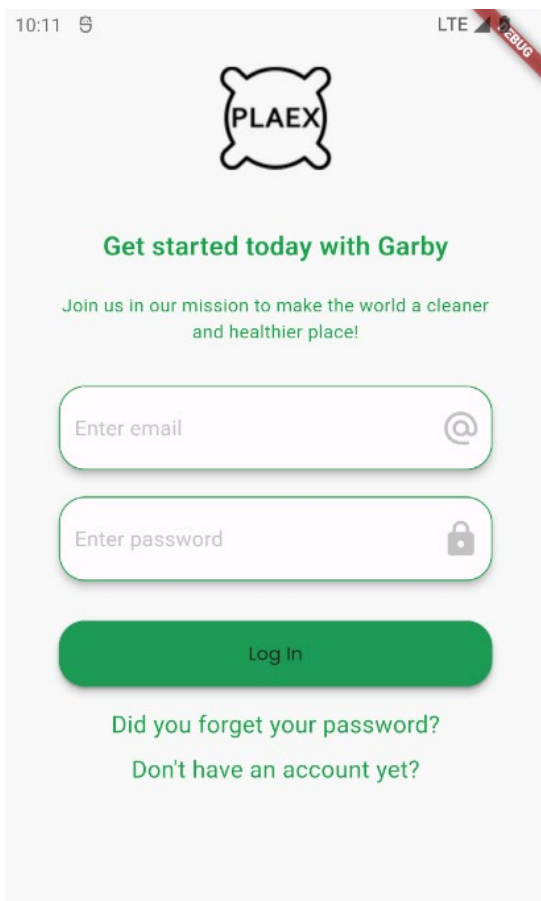 10:11
LTE
DEBUG
PLAEX
Get started today with Garby
Join us in our mission to make the world a cleaner
and healthier place!
Enter email
Enter password
Log In
Did you forget your password?
Don't have an account yet?